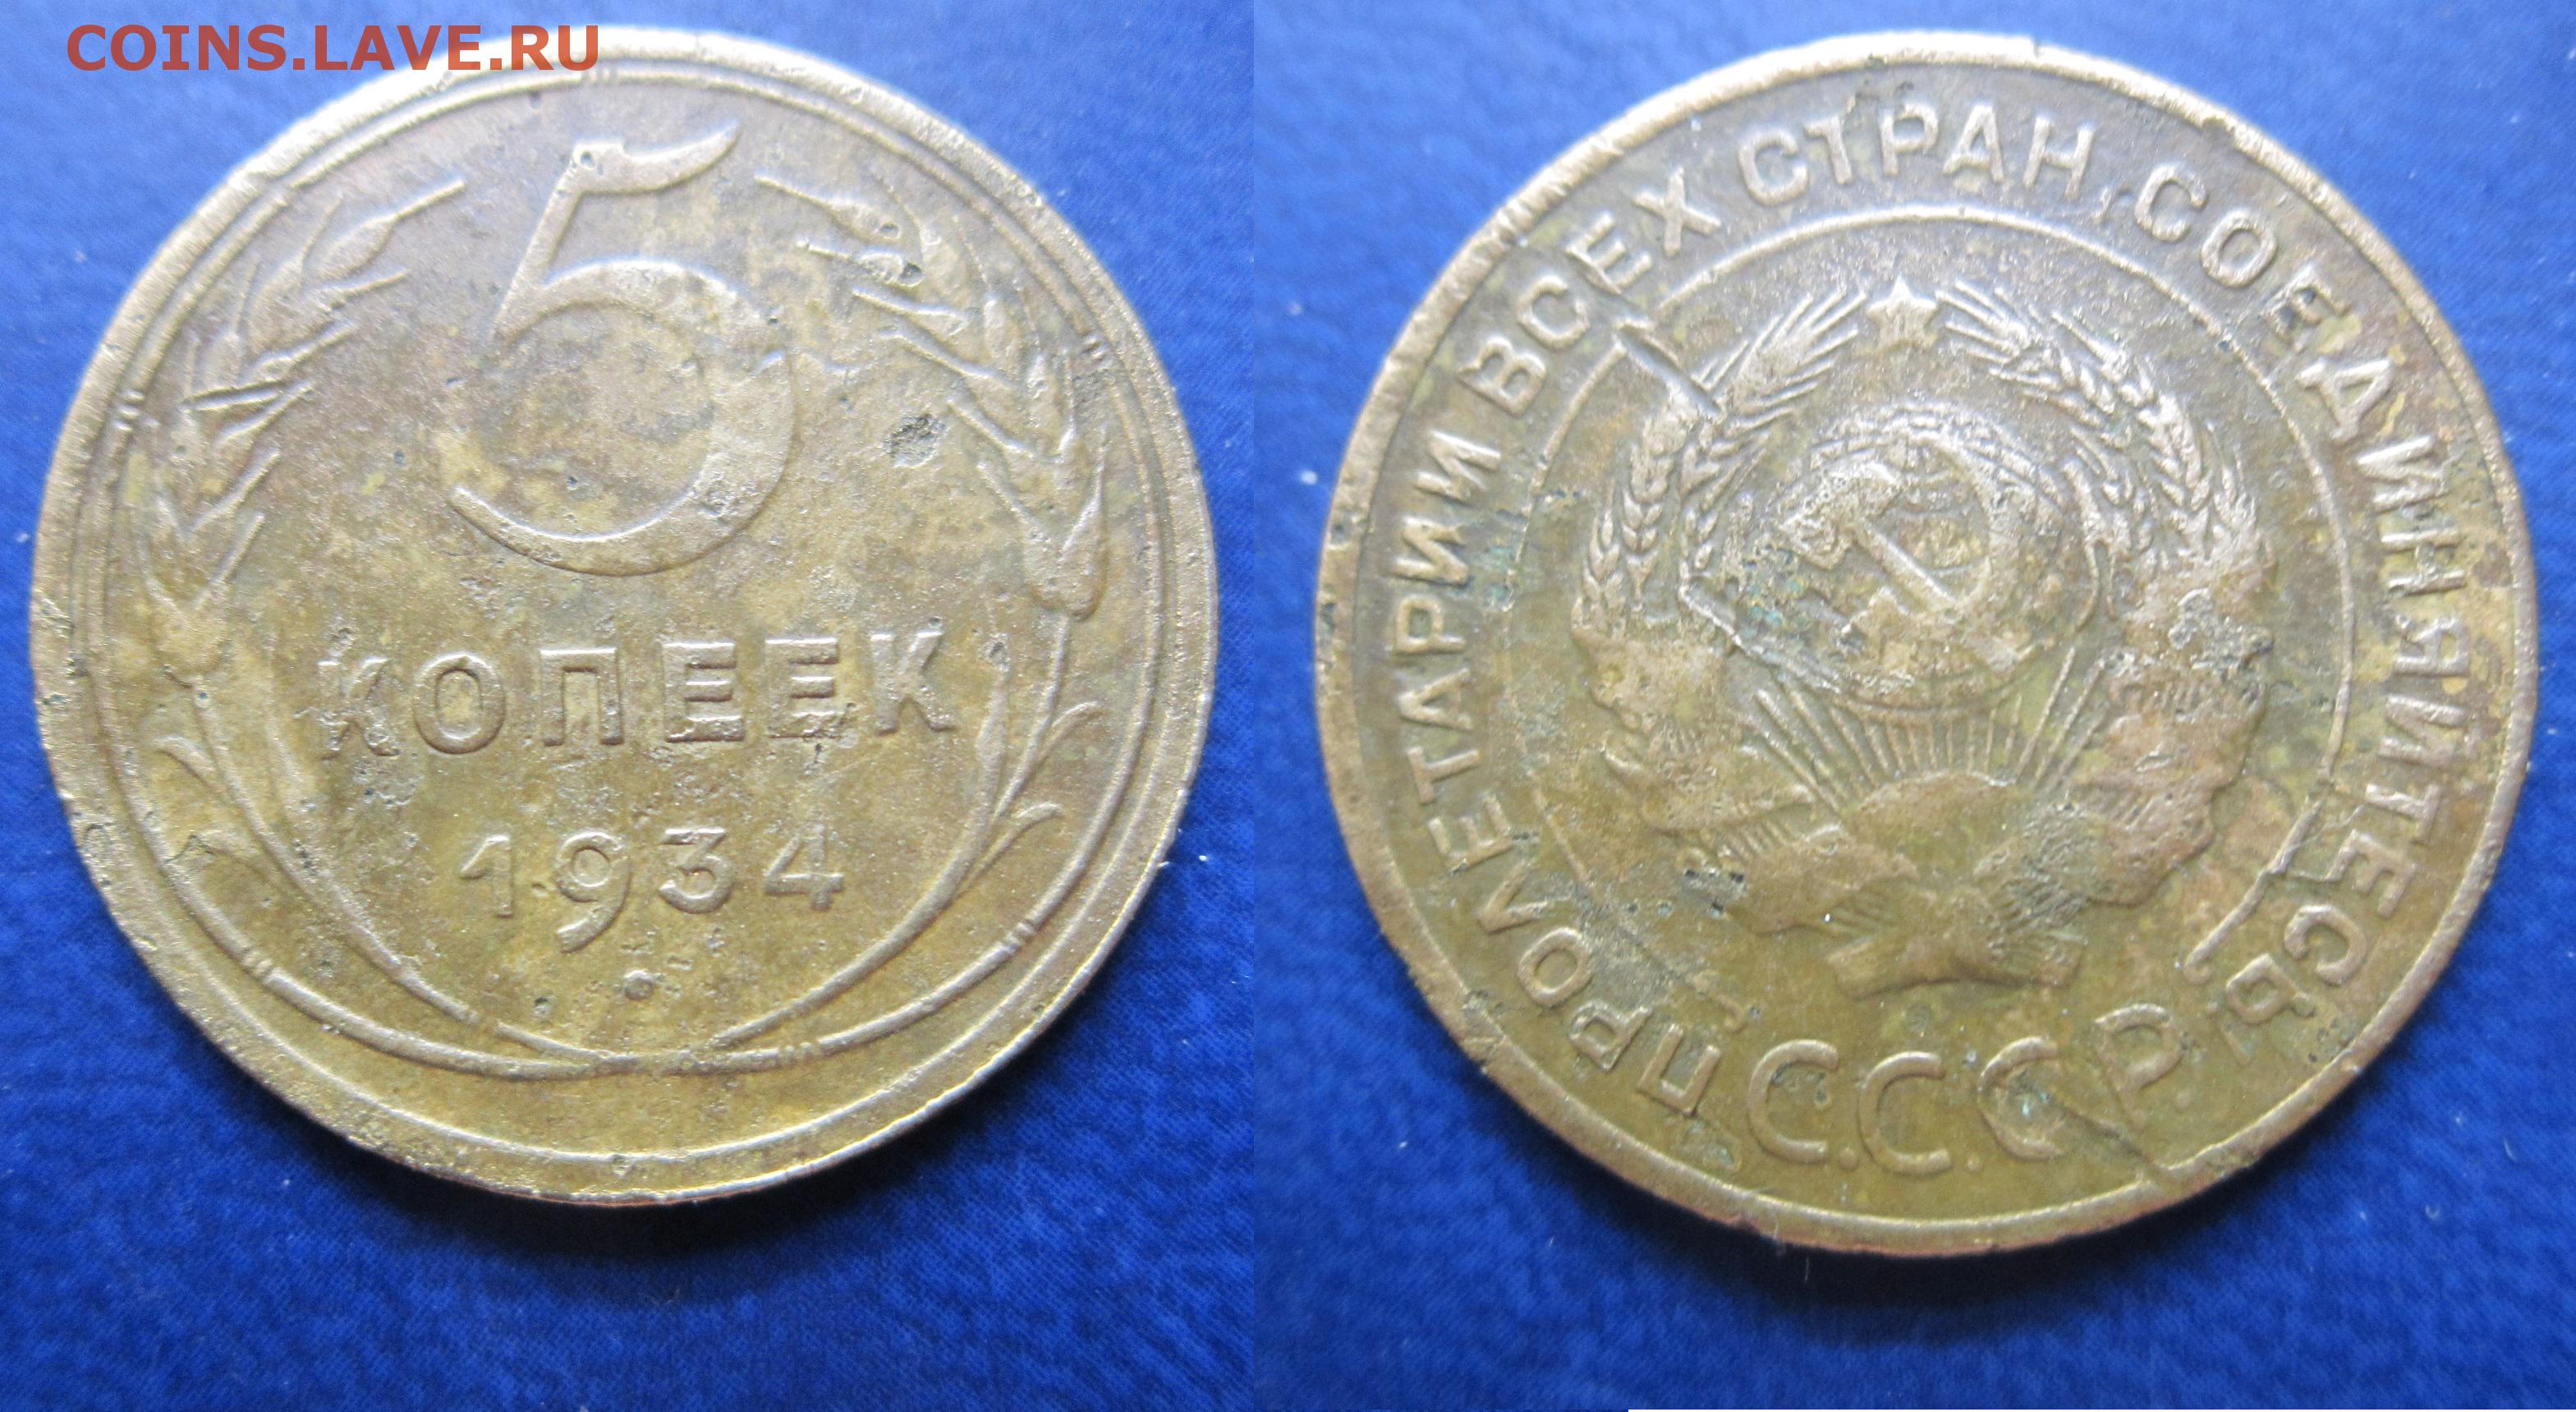 COINS.LAVE.RU
5
КОПЕЕК
1934
ПРОЛЕТАРИИ ВСЕХ СТРАН, СОЕДИНЯЙТЕСЬ!
С.С.С.Р.